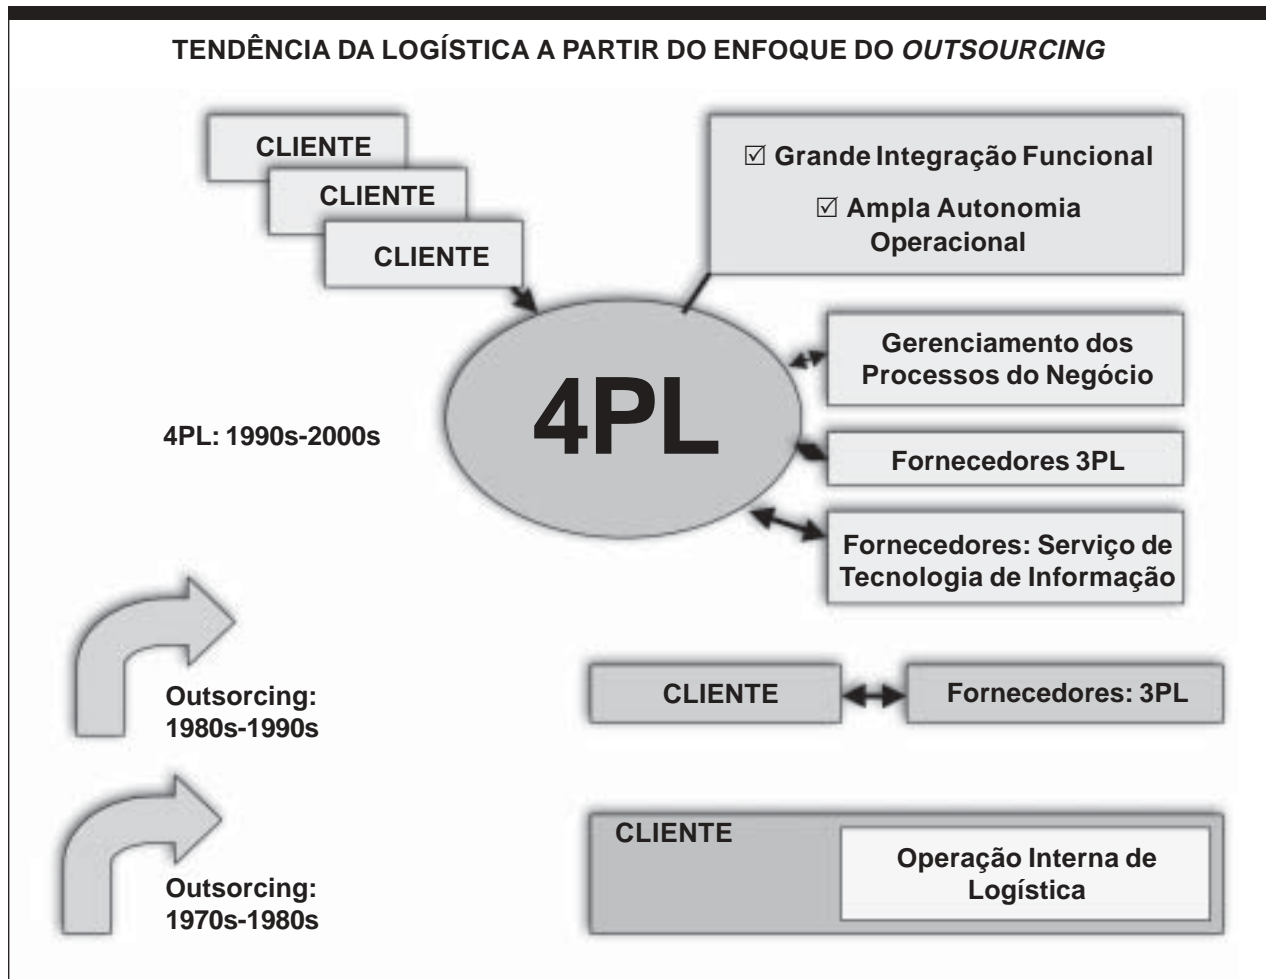 TENDÊNCIA DA LOGÍSTICA A PARTIR DO ENFOQUE DO OUTSOURCING
CLIENTE
CLIENTE
CLIENTE
☑ Grande Integração Funcional
☑ Ampla Autonomia
Operacional
4PL
Gerenciamento dos
Processos do Negócio
4PL: 1990s-2000s
Fornecedores 3PL
Fornecedores: Serviço de
Tecnologia de Informação
Outsorcing:
1980s-1990s
CLIENTE
Fornecedores: 3PL
Outsorcing:
1970s-1980s
CLIENTE
Operação Interna de
Logística